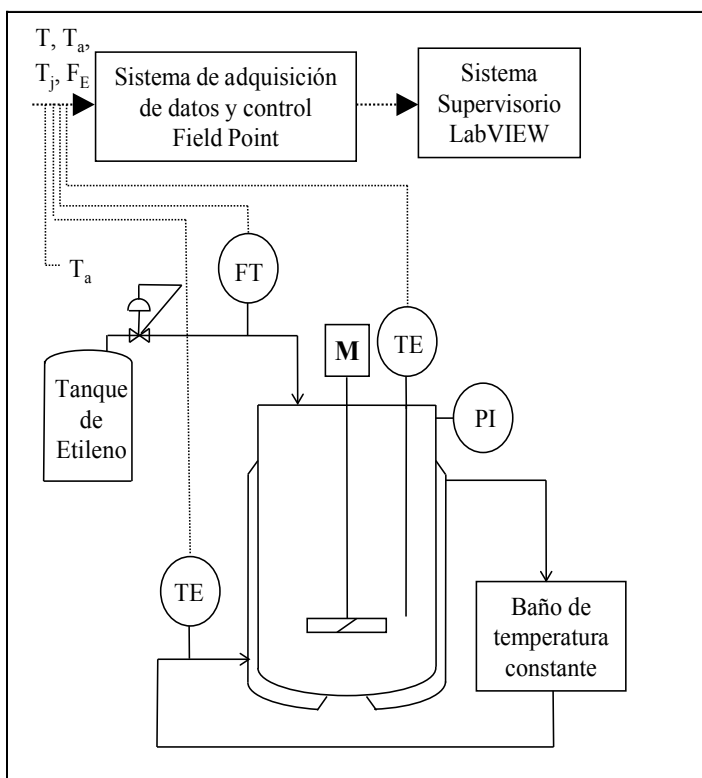 T, Tₐ,
Tⱼ, F_E
Sistema de adquisición
de datos y control
Field Point
Sistema
Supervisorio
LabVIEW
Tₐ
FT
M
TE
PI
Tanque
de
Etileno
TE
Baño de
temperatura
constante